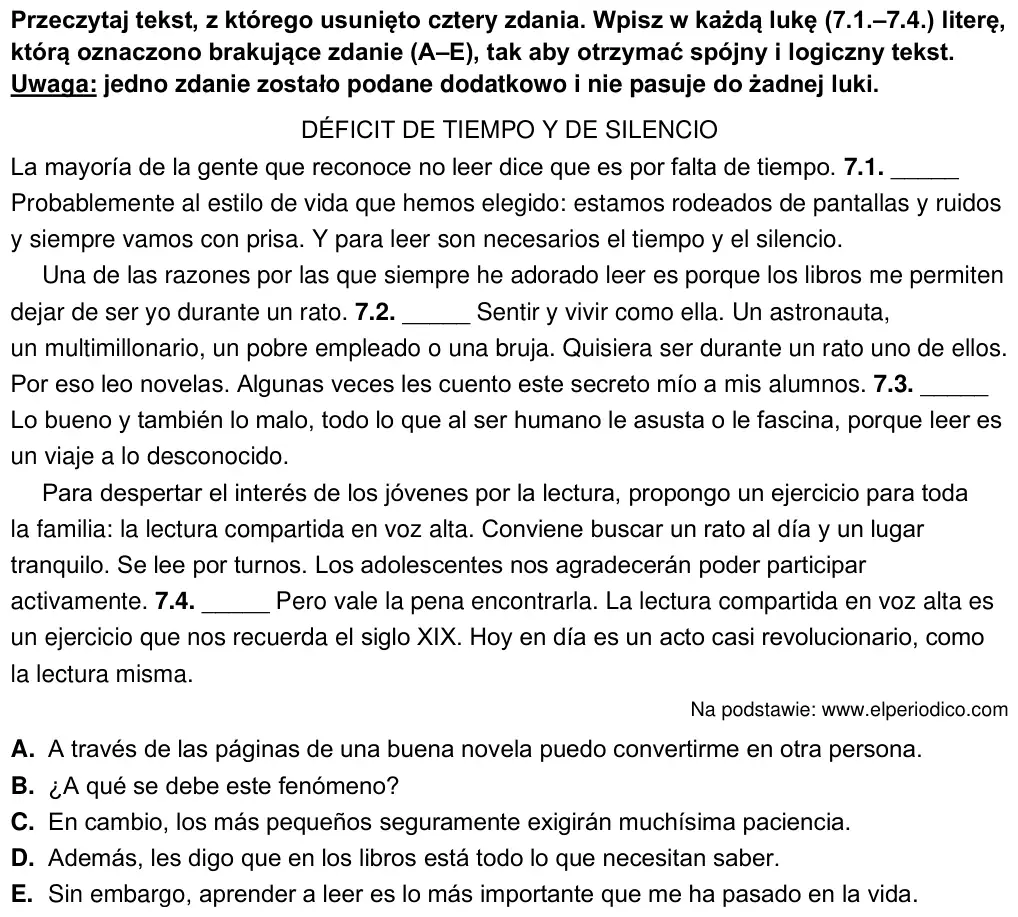 Przeczytaj tekst, z którego usunięto cztery zdania. Wpisz w każdą lukę (7.1.–7.4.) literę,
którą oznaczono brakujące zdanie (A–E), tak aby otrzymać spójny i logiczny tekst.
Uwaga: jedno zdanie zostało podane dodatkowo i nie pasuje do żadnej luki.
DÉFICIT DE TIEMPO Y DE SILENCIO
La mayoría de la gente que reconoce no leer dice que es por falta de tiempo. 7.1. _____
Probablemente al estilo de vida que hemos elegido: estamos rodeados de pantallas y ruidos
y siempre vamos con prisa. Y para leer son necesarios el tiempo y el silencio.
Una de las razones por las que siempre he adorado leer es porque los libros me permiten
dejar de ser yo durante un rato. 7.2. _____ Sentir y vivir como ella. Un astronauta,
un multimillonario, un pobre empleado o una bruja. Quisiera ser durante un rato uno de ellos.
Por eso leo novelas. Algunas veces les cuento este secreto mío a mis alumnos. 7.3. _____
Lo bueno y también lo malo, todo lo que al ser humano le asusta o le fascina, porque leer es
un viaje a lo desconocido.
Para despertar el interés de los jóvenes por la lectura, propongo un ejercicio para toda
la familia: la lectura compartida en voz alta. Conviene buscar un rato al día y un lugar
tranquilo. Se lee por turnos. Los adolescentes nos agradecerán poder participar
activamente. 7.4. _____ Pero vale la pena encontrarla. La lectura compartida en voz alta es
un ejercicio que nos recuerda el siglo XIX. Hoy en día es un acto casi revolucionario, como
la lectura misma.
Na podstawie: www.elperiodico.com
A. A través de las páginas de una buena novela puedo convertirme en otra persona.
B. ¿A qué se debe este fenómeno?
C. En cambio, los más pequeños seguramente exigirán muchísima paciencia.
D. Además, les digo que en los libros está todo lo que necesitan saber.
E. Sin embargo, aprender a leer es lo más importante que me ha pasado en la vida.